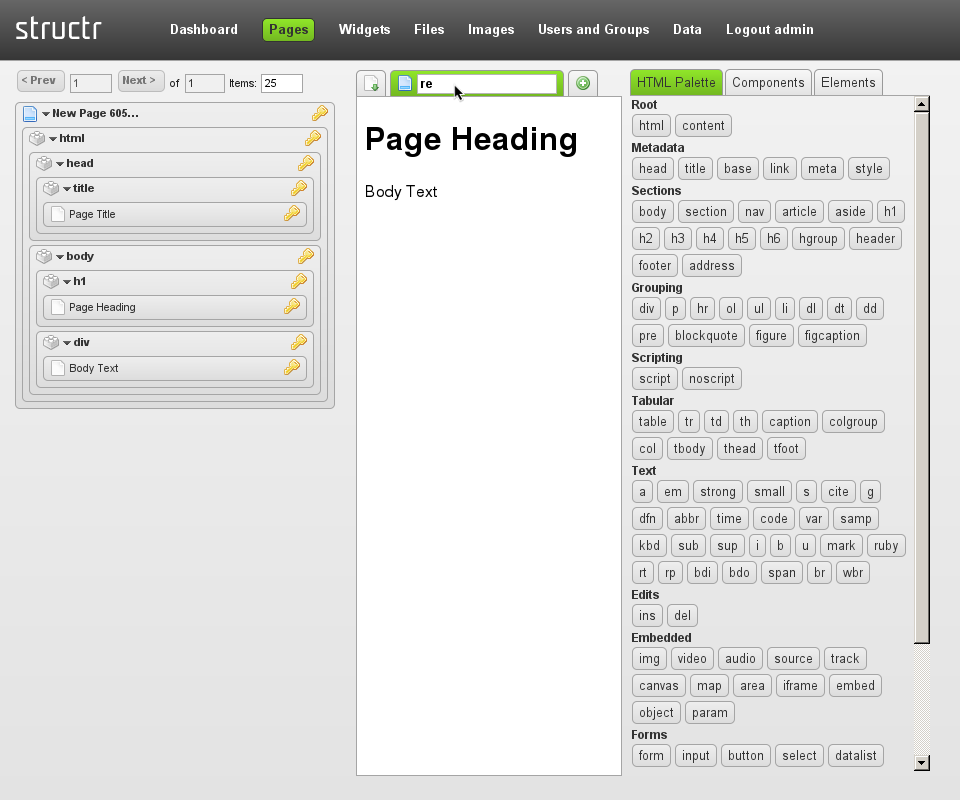 structr
Dashboard Pages Widgets Files Images Users and Groups Data Logout admin
< Prev 1 Next > of 1 Items: 25
New Page 605...
html
head
title
Page Title
body
h1
Page Heading
div
Body Text
re
Page Heading
Body Text
HTML Palette Components Elements
Root
html content
Metadata
head title base link meta style
Sections
body section nav article aside h1
h2 h3 h4 h5 h6 hgroup header
footer address
Grouping
div p hr ol ul li dl dt dd
pre blockquote figure figcaption
Scripting
script noscript
Tabular
table tr td th caption colgroup
col tbody thead tfoot
Text
a em strong small s cite g
dfn abbr time code var samp
kbd sub sup i b u mark ruby
rt rp bdi bdo span br wbr
Edits
ins del
Embedded
img video audio source track
canvas map area iframe embed
object param
Forms
form input button select datalist